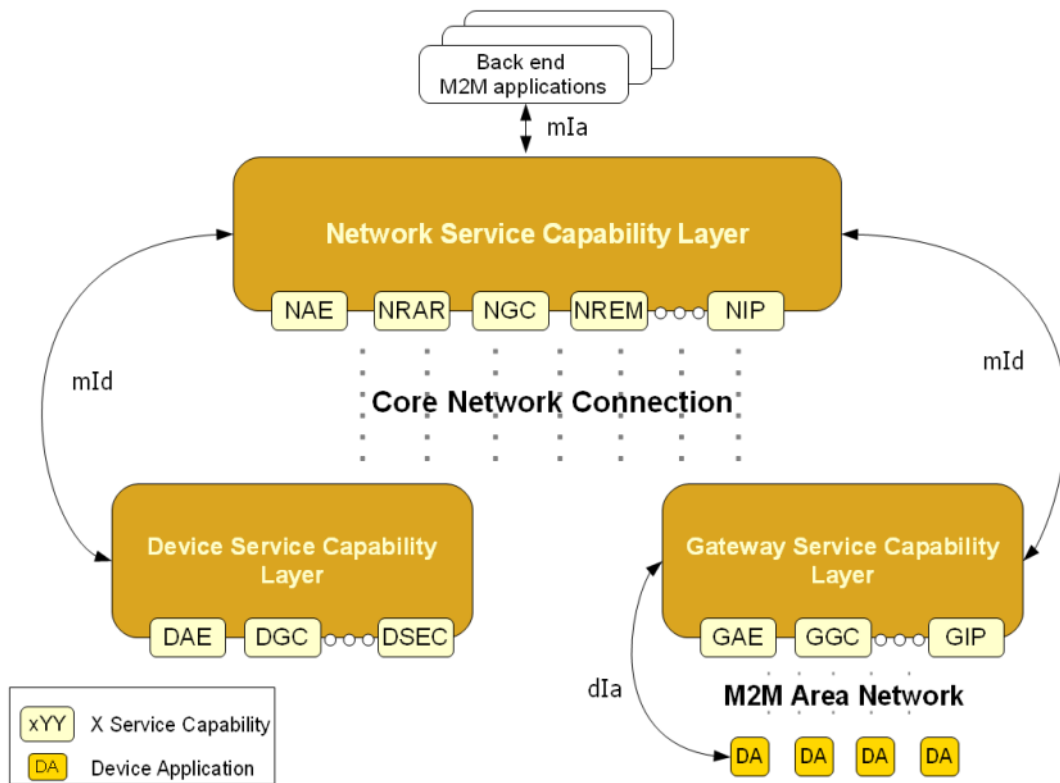 Back end
M2M applications
mIa
Network Service Capability Layer
NAE NRAR NGC NREM NIP
mId
mId
Core Network Connection
Device Service Capability
Layer
Gateway Service Capability
Layer
DAE DGC DSEC
GAE GGC GIP
dIa
M2M Area Network
DA DA DA DA
xYY X Service Capability
DA Device Application